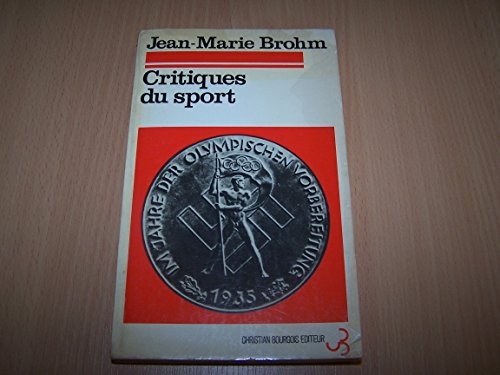 Jean-Marie Brohm
Critiques
du sport
IM JAHRE DER OLYMPISCHEN VORBEREITUNG
1935
CHRISTIAN BOURGOIS EDITEUR